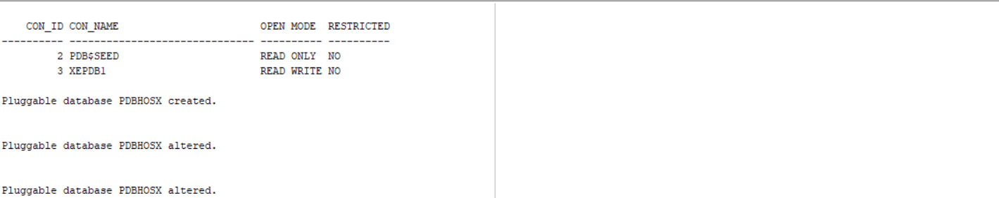 CON_ID CON_NAME                       OPEN MODE  RESTRICTED
---------- ------------------------------ ---------- ----------
         2 PDB$SEED                       READ ONLY  NO
         3 XEPDB1                         READ WRITE NO
Pluggable database PDBHOSX created.
Pluggable database PDBHOSX altered.
Pluggable database PDBHOSX altered.